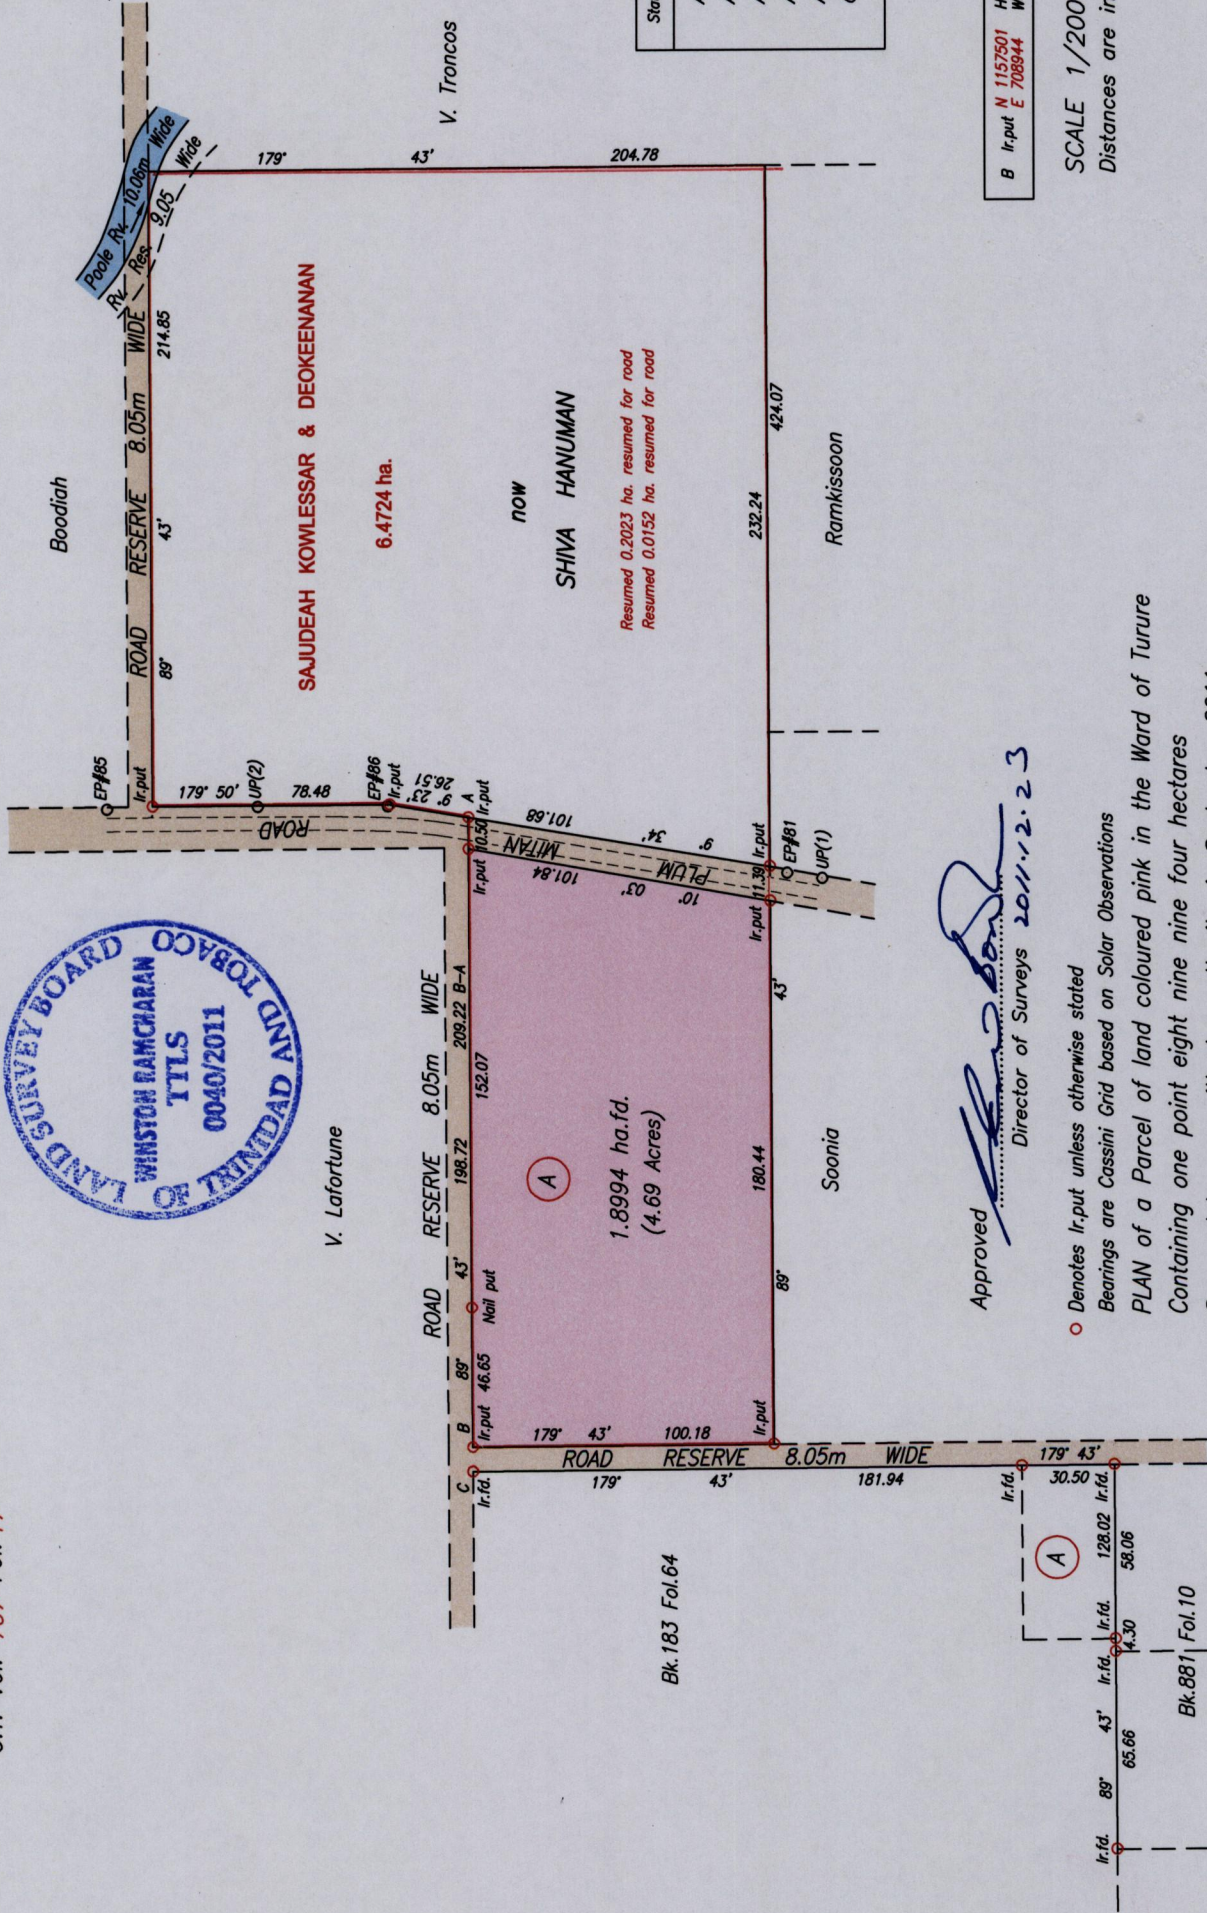 LAND SURVEY BOARD
OF TRINIDAD AND TOBAGO
WINSTON RAMCHARAN
TTLS
0040/2011
Boodiah
V. Troncos
V. Lafortune
Poole Rv. 10.06m Wide
Rv. Res. 9.05 Wide
ROAD RESERVE 8.05m WIDE
89° 43' 214.85
179° 43' 204.78
EP#85
Ir.put
179° 50'
UP(2)
78.48
EP#86
Ir.put
9° 23'
26.51
A
Ir.put
ROAD
SAJUDEAH KOWLESSAR & DEOKEENANAN
6.4724 ha.
now
SHIVA HANUMAN
Resumed 0.2023 ha. resumed for road
Resumed 0.0152 ha. resumed for road
232.24
424.07
Ramkissoon
PLUM MITAN
101.68
9° 34'
101.84
10° 03'
10.50
11.39
Ir.put
Ir.put
Ir.put
EP#81
UP(1)
ROAD RESERVE 8.05m WIDE
B
89° 43' 198.72 209.22 B-A
Ir.put 46.65
Nail put
152.07
A
1.8994 ha.fd.
(4.69 Acres)
89° 180.44 43'
Soonia
179° 43' 100.18
Ir.put
ROAD RESERVE 8.05m WIDE
C
Ir.fd.
179° 43' 181.94
Ir.fd.
179° 43'
30.50
Ir.fd.
A
128.02
58.06
Ir.fd.
4.30
Ir.fd.
89° 43'
65.66
Ir.fd.
Bk.183 Fol.64
Bk.881 Fol.10
B Ir.put N 1157501
E 708944
SCALE 1/200
Distances are in
Approved
Director of Surveys 2011.12.23
Denotes Ir.put unless otherwise stated
Bearings are Cassini Grid based on Solar Observations
PLAN of a Parcel of land coloured pink in the Ward of Turure
Containing one point eight nine nine four hectares